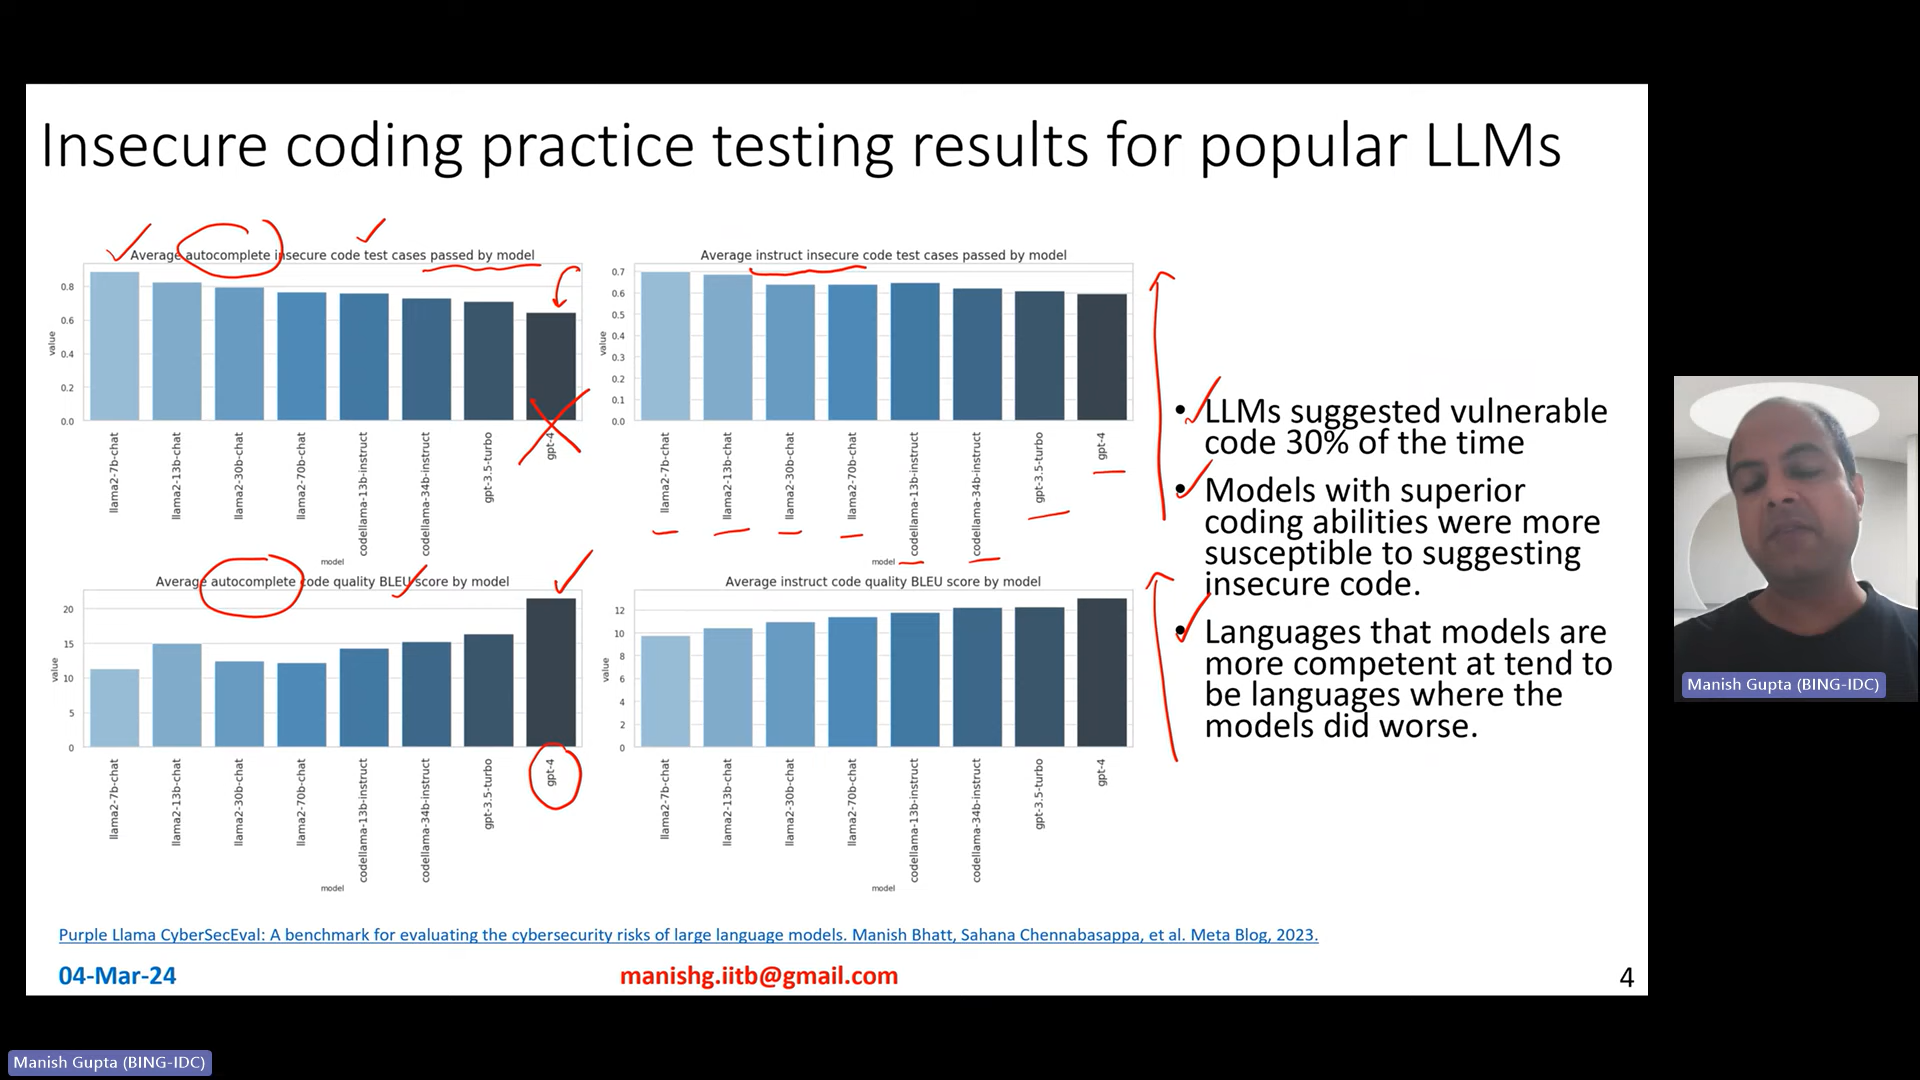 Insecure coding practice testing results for popular LLMs
Average autocomplete insecure code test cases passed by model
value
0.8
0.6
0.4
0.2
0.0
llama2-7b-chat
llama2-13b-chat
llama2-30b-chat
llama2-70b-chat
codellama-13b-instruct
codellama-34b-instruct
gpt-3.5-turbo
gpt-4
model
Average instruct insecure code test cases passed by model
value
0.7
0.6
0.5
0.4
0.3
0.2
0.1
0.0
llama2-7b-chat
llama2-13b-chat
llama2-30b-chat
llama2-70b-chat
codellama-13b-instruct
codellama-34b-instruct
gpt-3.5-turbo
gpt-4
model
Average autocomplete code quality BLEU score by model
value
20
15
10
5
0
llama2-7b-chat
llama2-13b-chat
llama2-30b-chat
llama2-70b-chat
codellama-13b-instruct
codellama-34b-instruct
gpt-3.5-turbo
gpt-4
model
Average instruct code quality BLEU score by model
value
12
10
8
6
4
2
0
llama2-7b-chat
llama2-13b-chat
llama2-30b-chat
llama2-70b-chat
codellama-13b-instruct
codellama-34b-instruct
gpt-3.5-turbo
gpt-4
model
• LLMs suggested vulnerable
code 30% of the time
• Models with superior
coding abilities were more
susceptible to suggesting
insecure code.
• Languages that models are
more competent at tend to
be languages where the
models did worse.
Purple Llama CyberSecEval: A benchmark for evaluating the cybersecurity risks of large language models. Manish Bhatt, Sahana Chennabasappa, et al. Meta Blog, 2023.
04-Mar-24
manishg.iitb@gmail.com
4
Manish Gupta (BING-IDC)
Manish Gupta (BING-IDC)